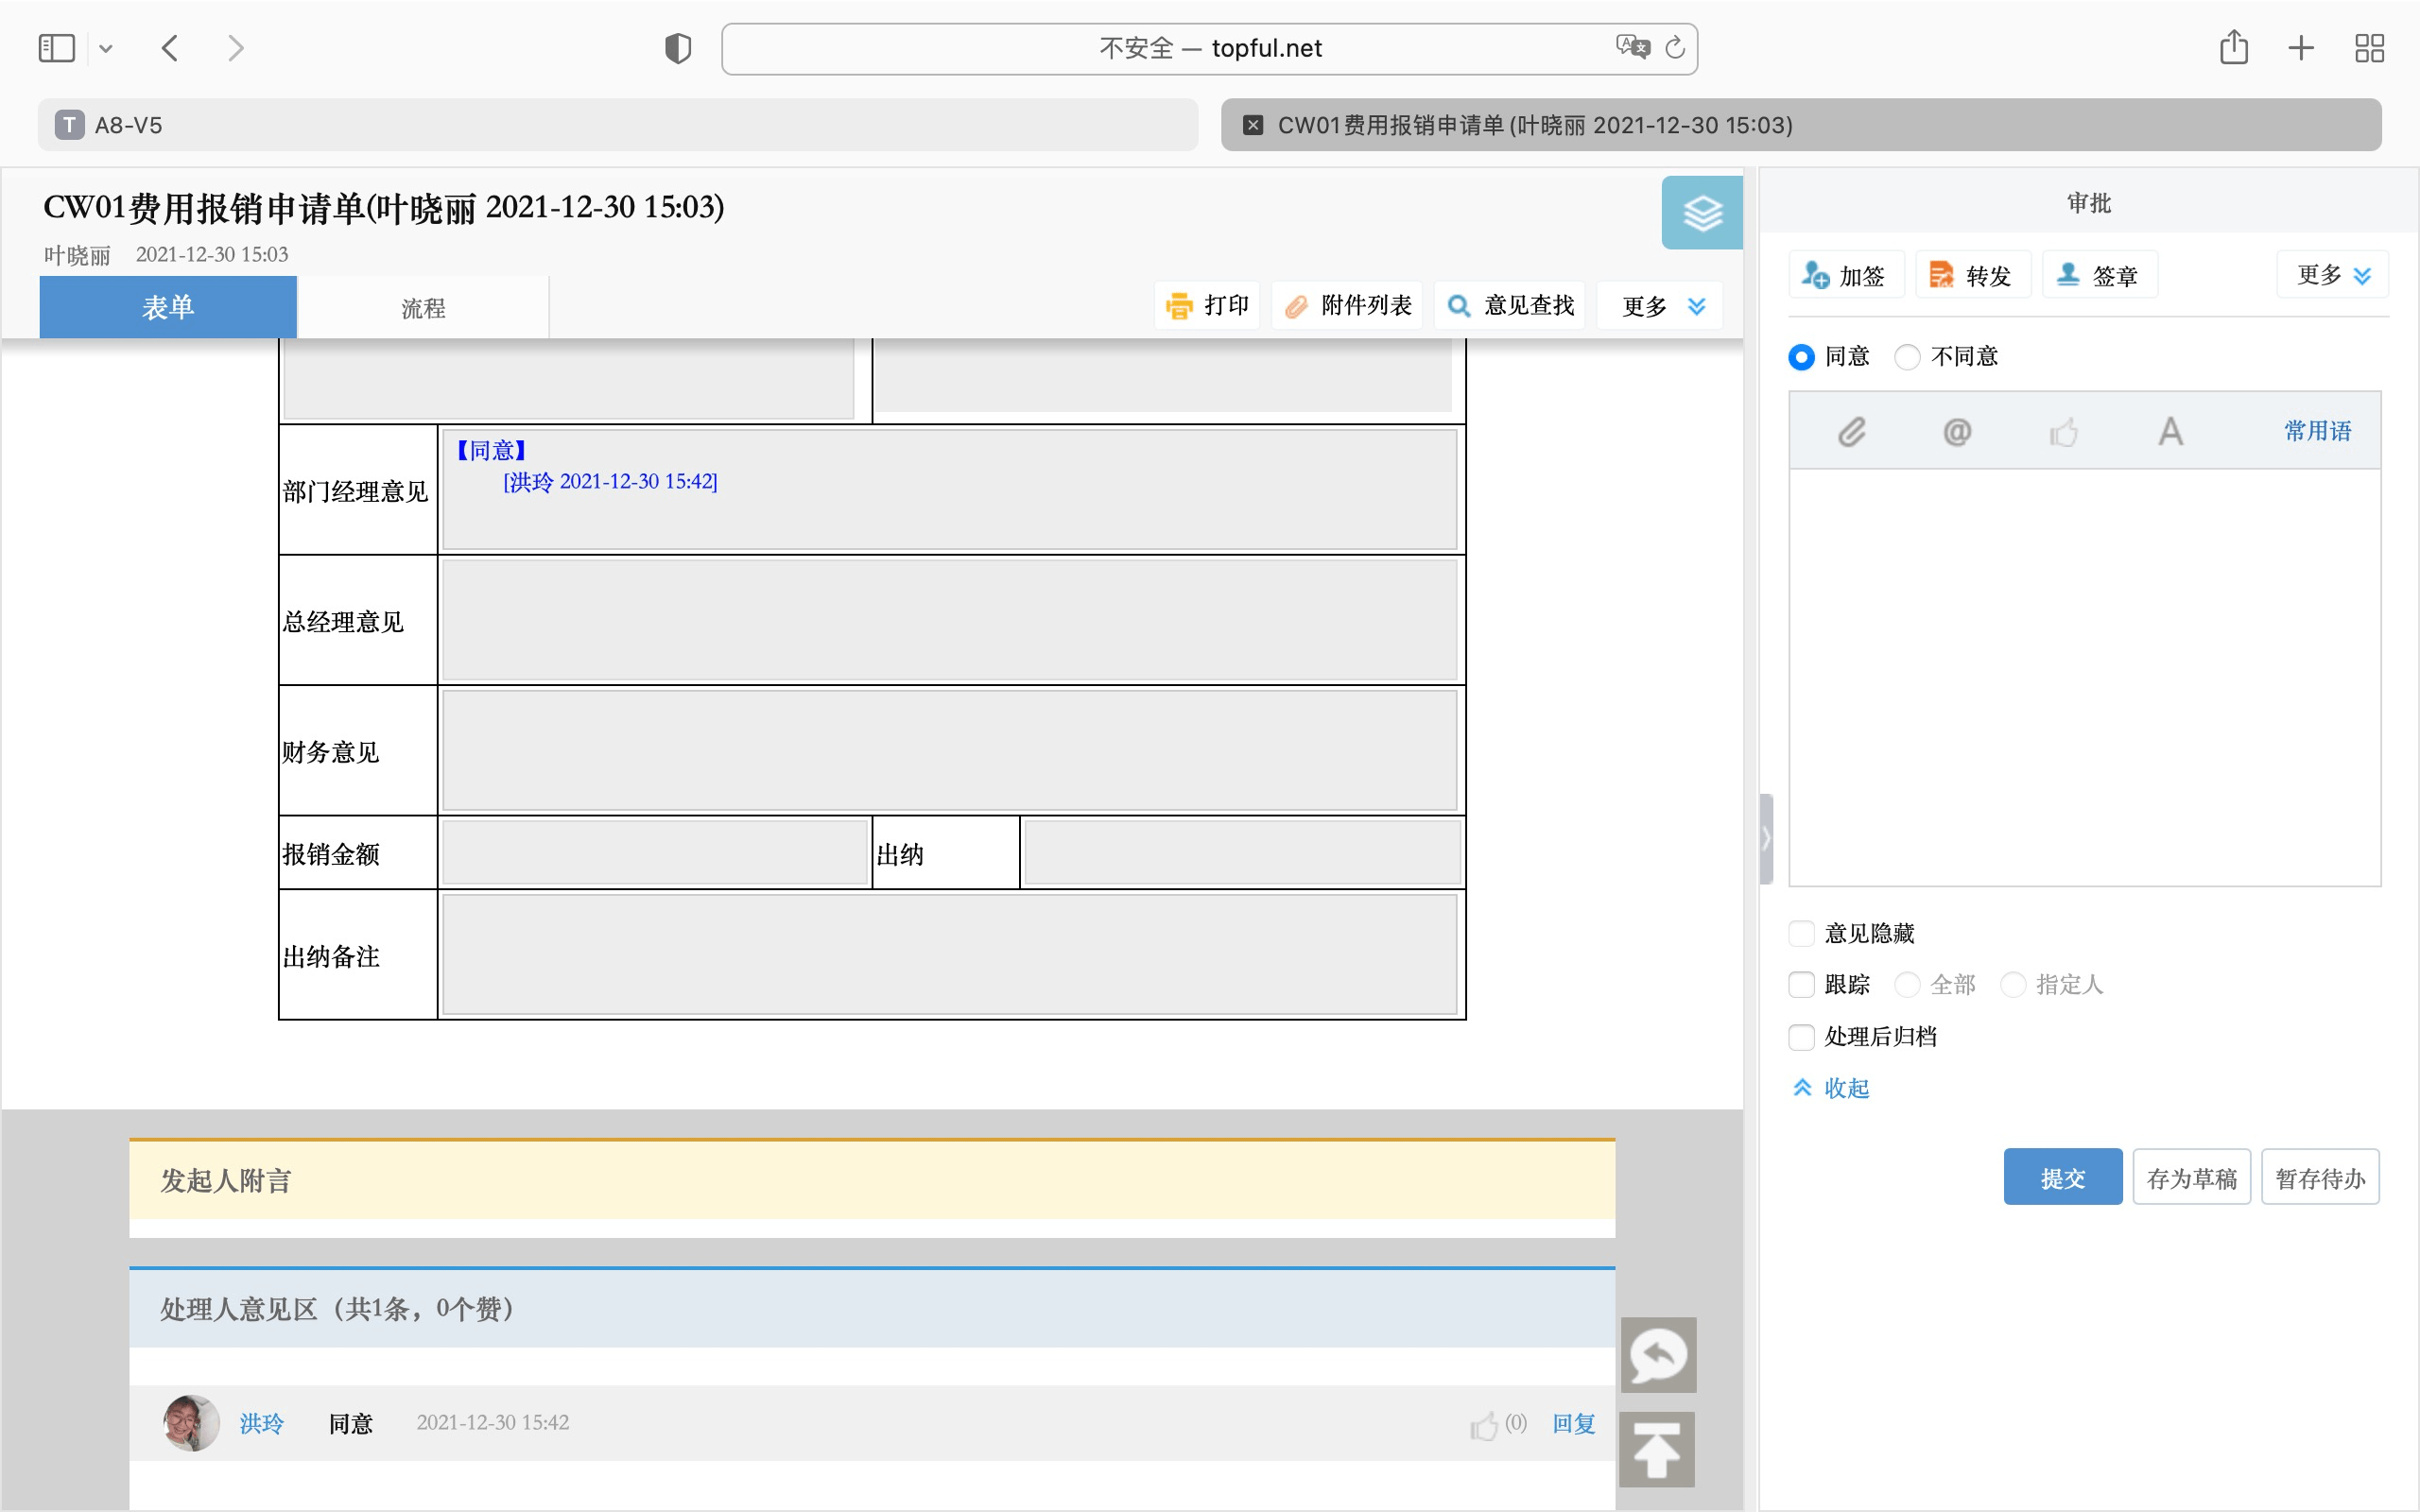 不安全 — topful.net
T A8-V5
CW01费用报销申请单(叶晓丽 2021-12-30 15:03)
CW01费用报销申请单(叶晓丽 2021-12-30 15:03)
叶晓丽 2021-12-30 15:03
表单 流程 打印 附件列表 意见查找 更多
部门经理意见
【同意】
[洪玲 2021-12-30 15:42]
总经理意见
财务意见
报销金额 出纳
出纳备注
发起人附言
处理人意见区（共1条，0个赞）
洪玲 同意 2021-12-30 15:42 (0) 回复
审批
加签 转发 签章 更多
同意 不同意
@ A 常用语
意见隐藏
跟踪 全部 指定人
处理后归档
收起
提交 存为草稿 暂存待办